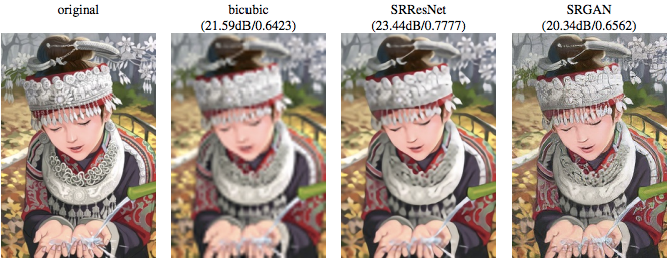 original
bicubic
(21.59dB/0.6423)
SRResNet
(23.44dB/0.7777)
SRGAN
(20.34dB/0.6562)